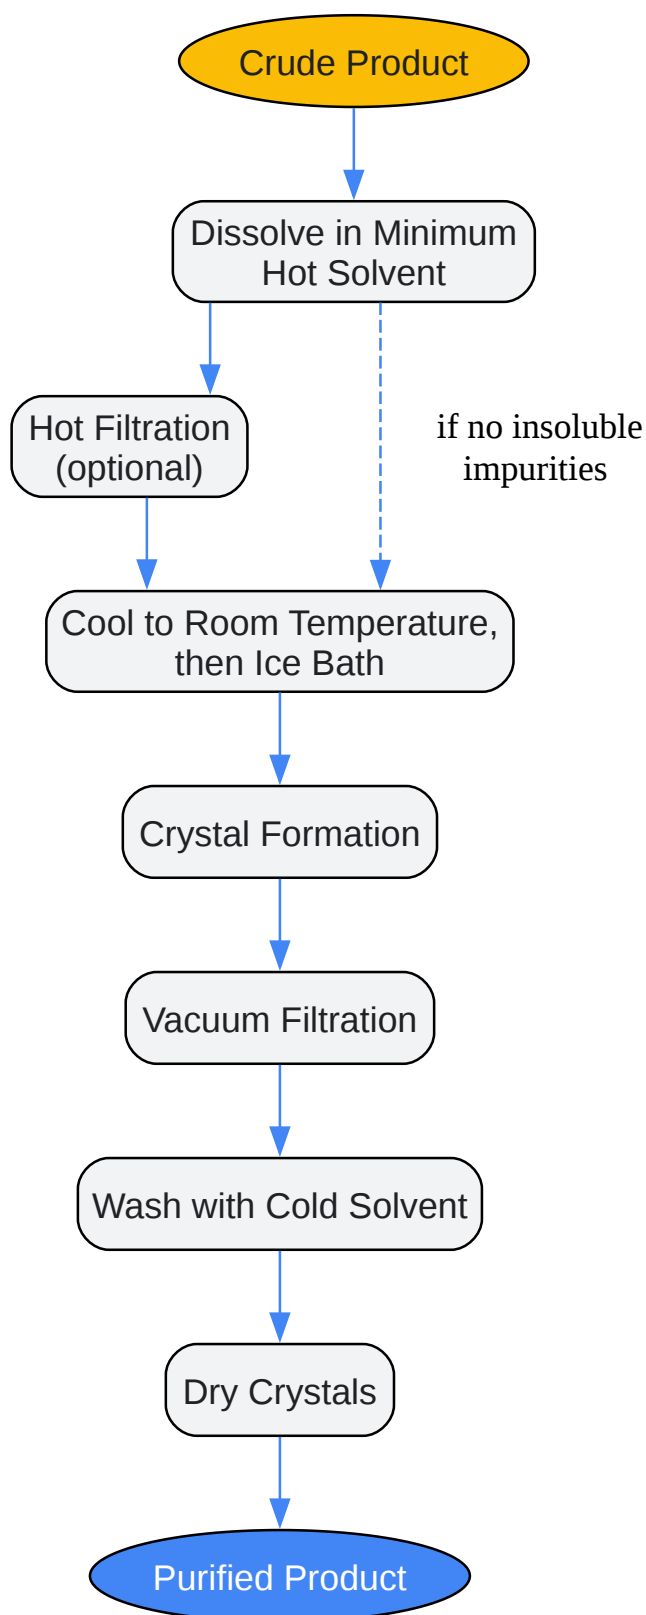 Crude Product
Dissolve in Minimum
Hot Solvent
Hot Filtration
(optional)
if no insoluble
impurities
Cool to Room Temperature,
then Ice Bath
Crystal Formation
Vacuum Filtration
Wash with Cold Solvent
Dry Crystals
Purified Product